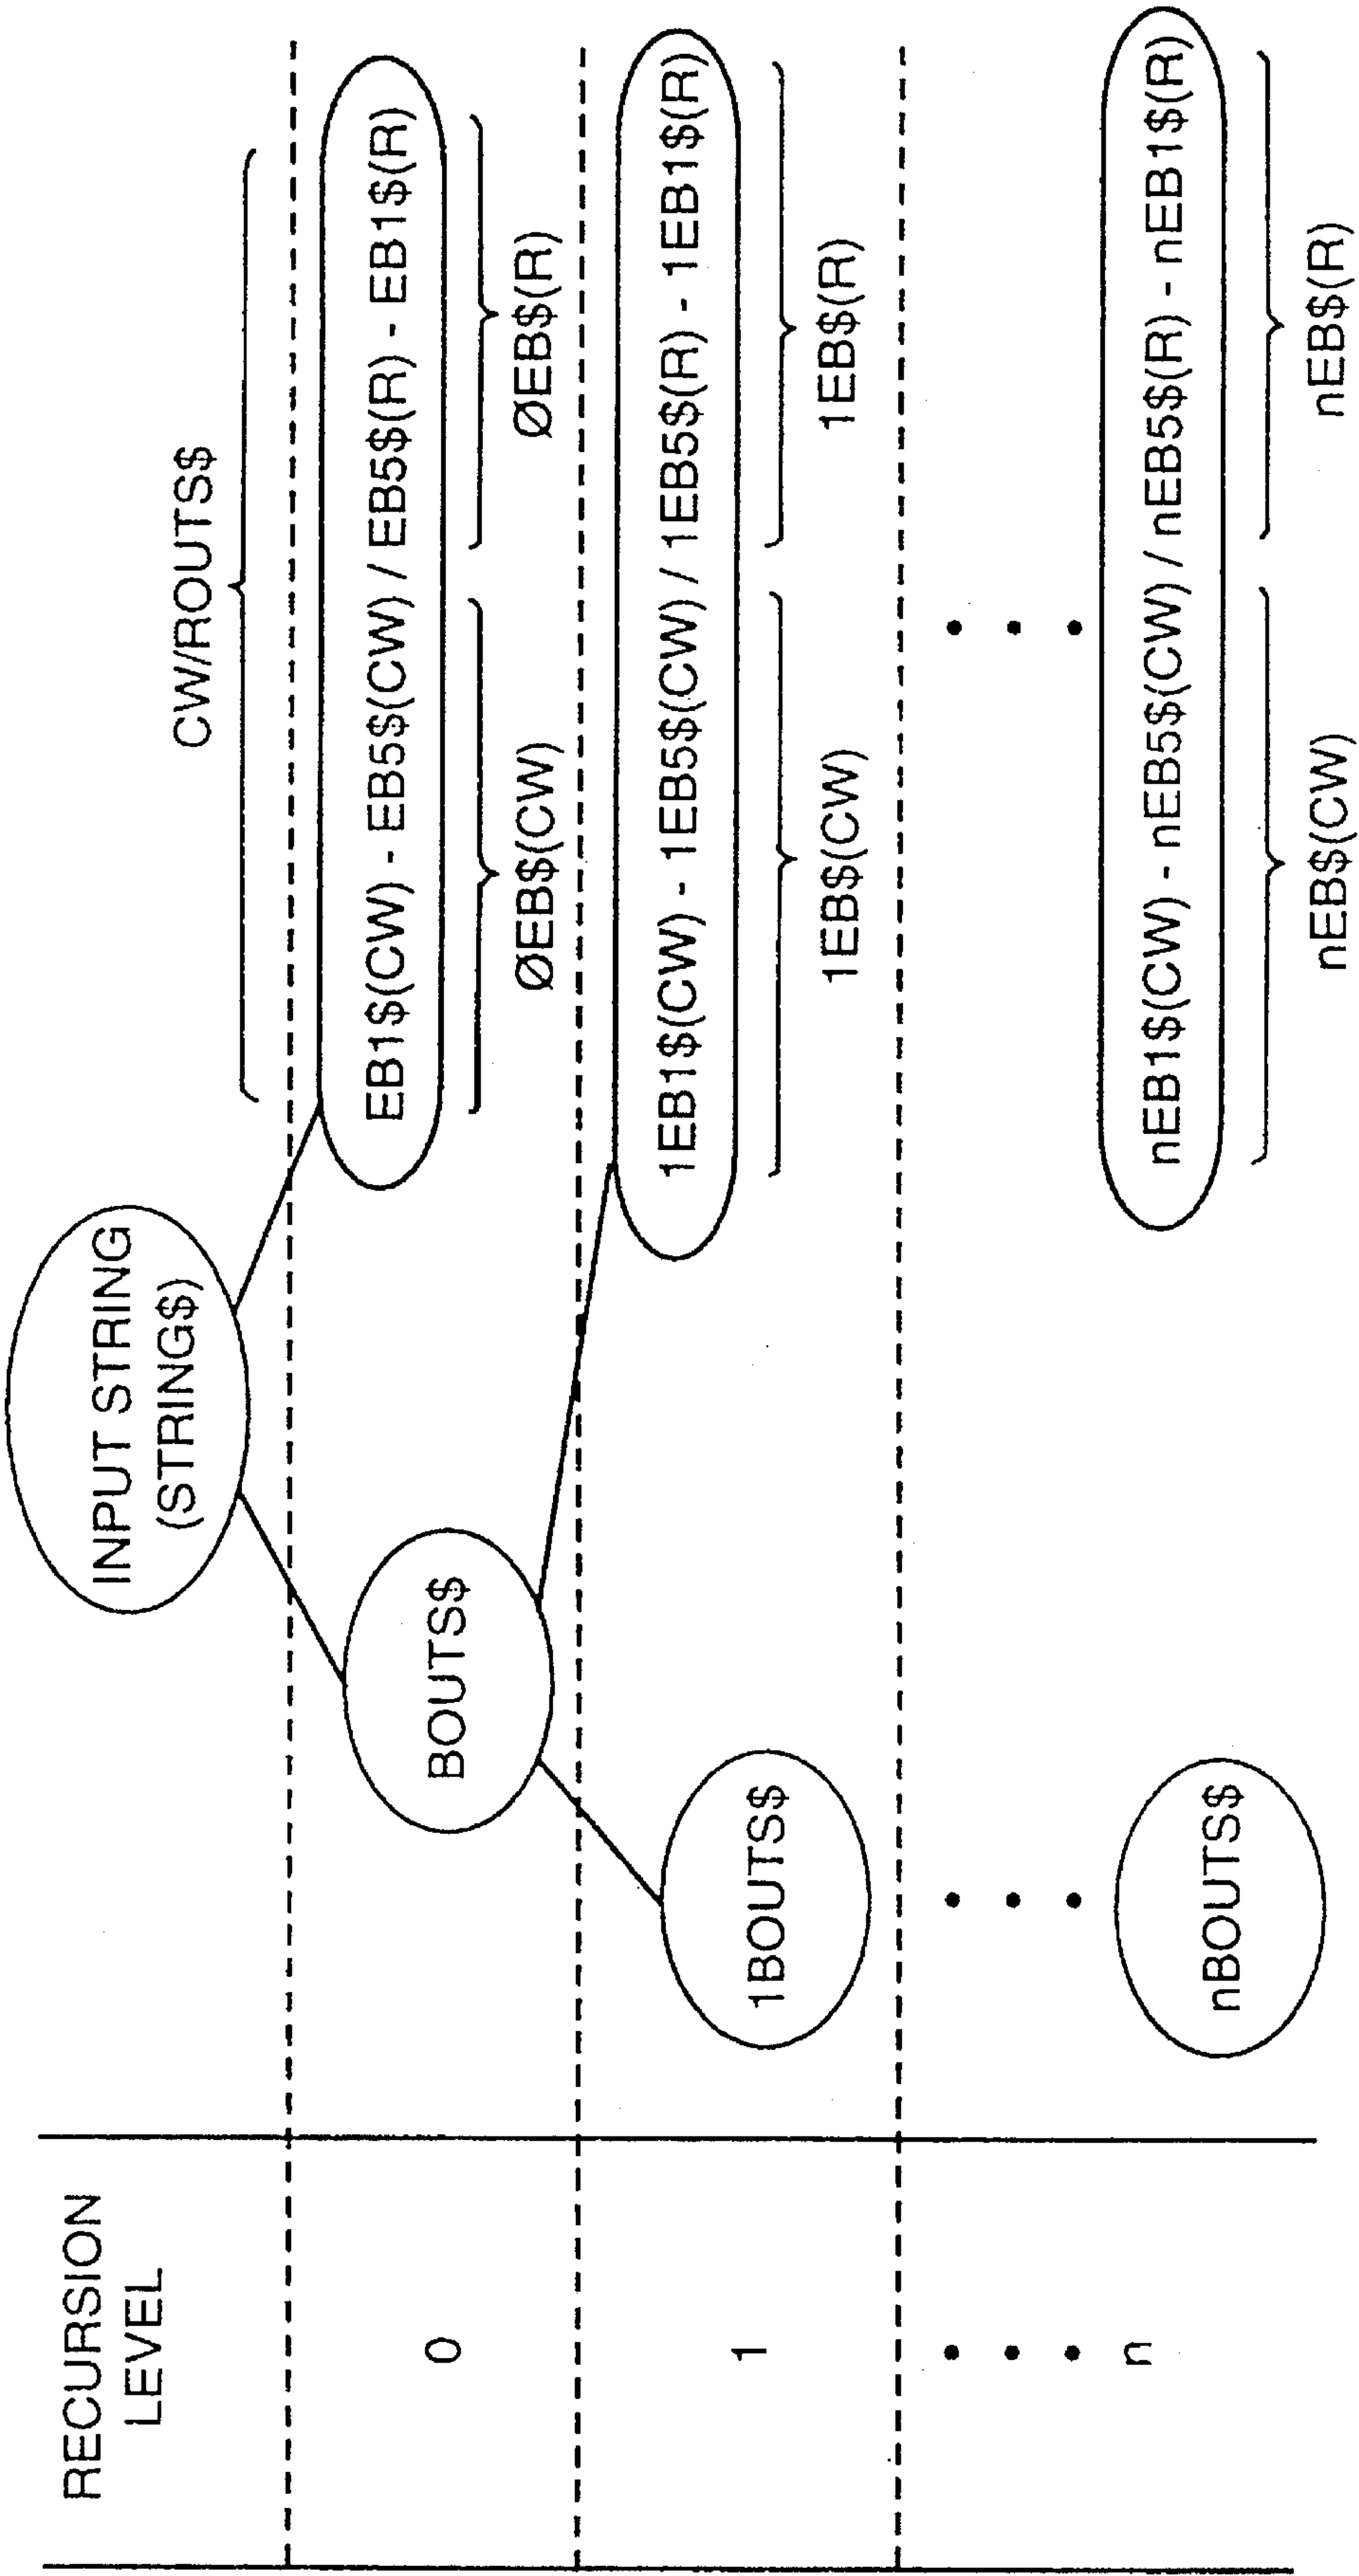 RECURSION
LEVEL
INPUT STRING
(STRING$)
CW/ROUTS$
0
BOUTS$
EB1$(CW) - EB5$(CW) / EB5$(R) - EB1$(R)
ØEB$(CW)
ØEB$(R)
1
1BOUTS$
1EB1$(CW) - 1EB5$(CW) / 1EB5$(R) - 1EB1$(R)
1EB$(CW)
1EB$(R)
n
nBOUTS$
nEB1$(CW) - nEB5$(CW) / nEB5$(R) - nEB1$(R)
nEB$(CW)
nEB$(R)